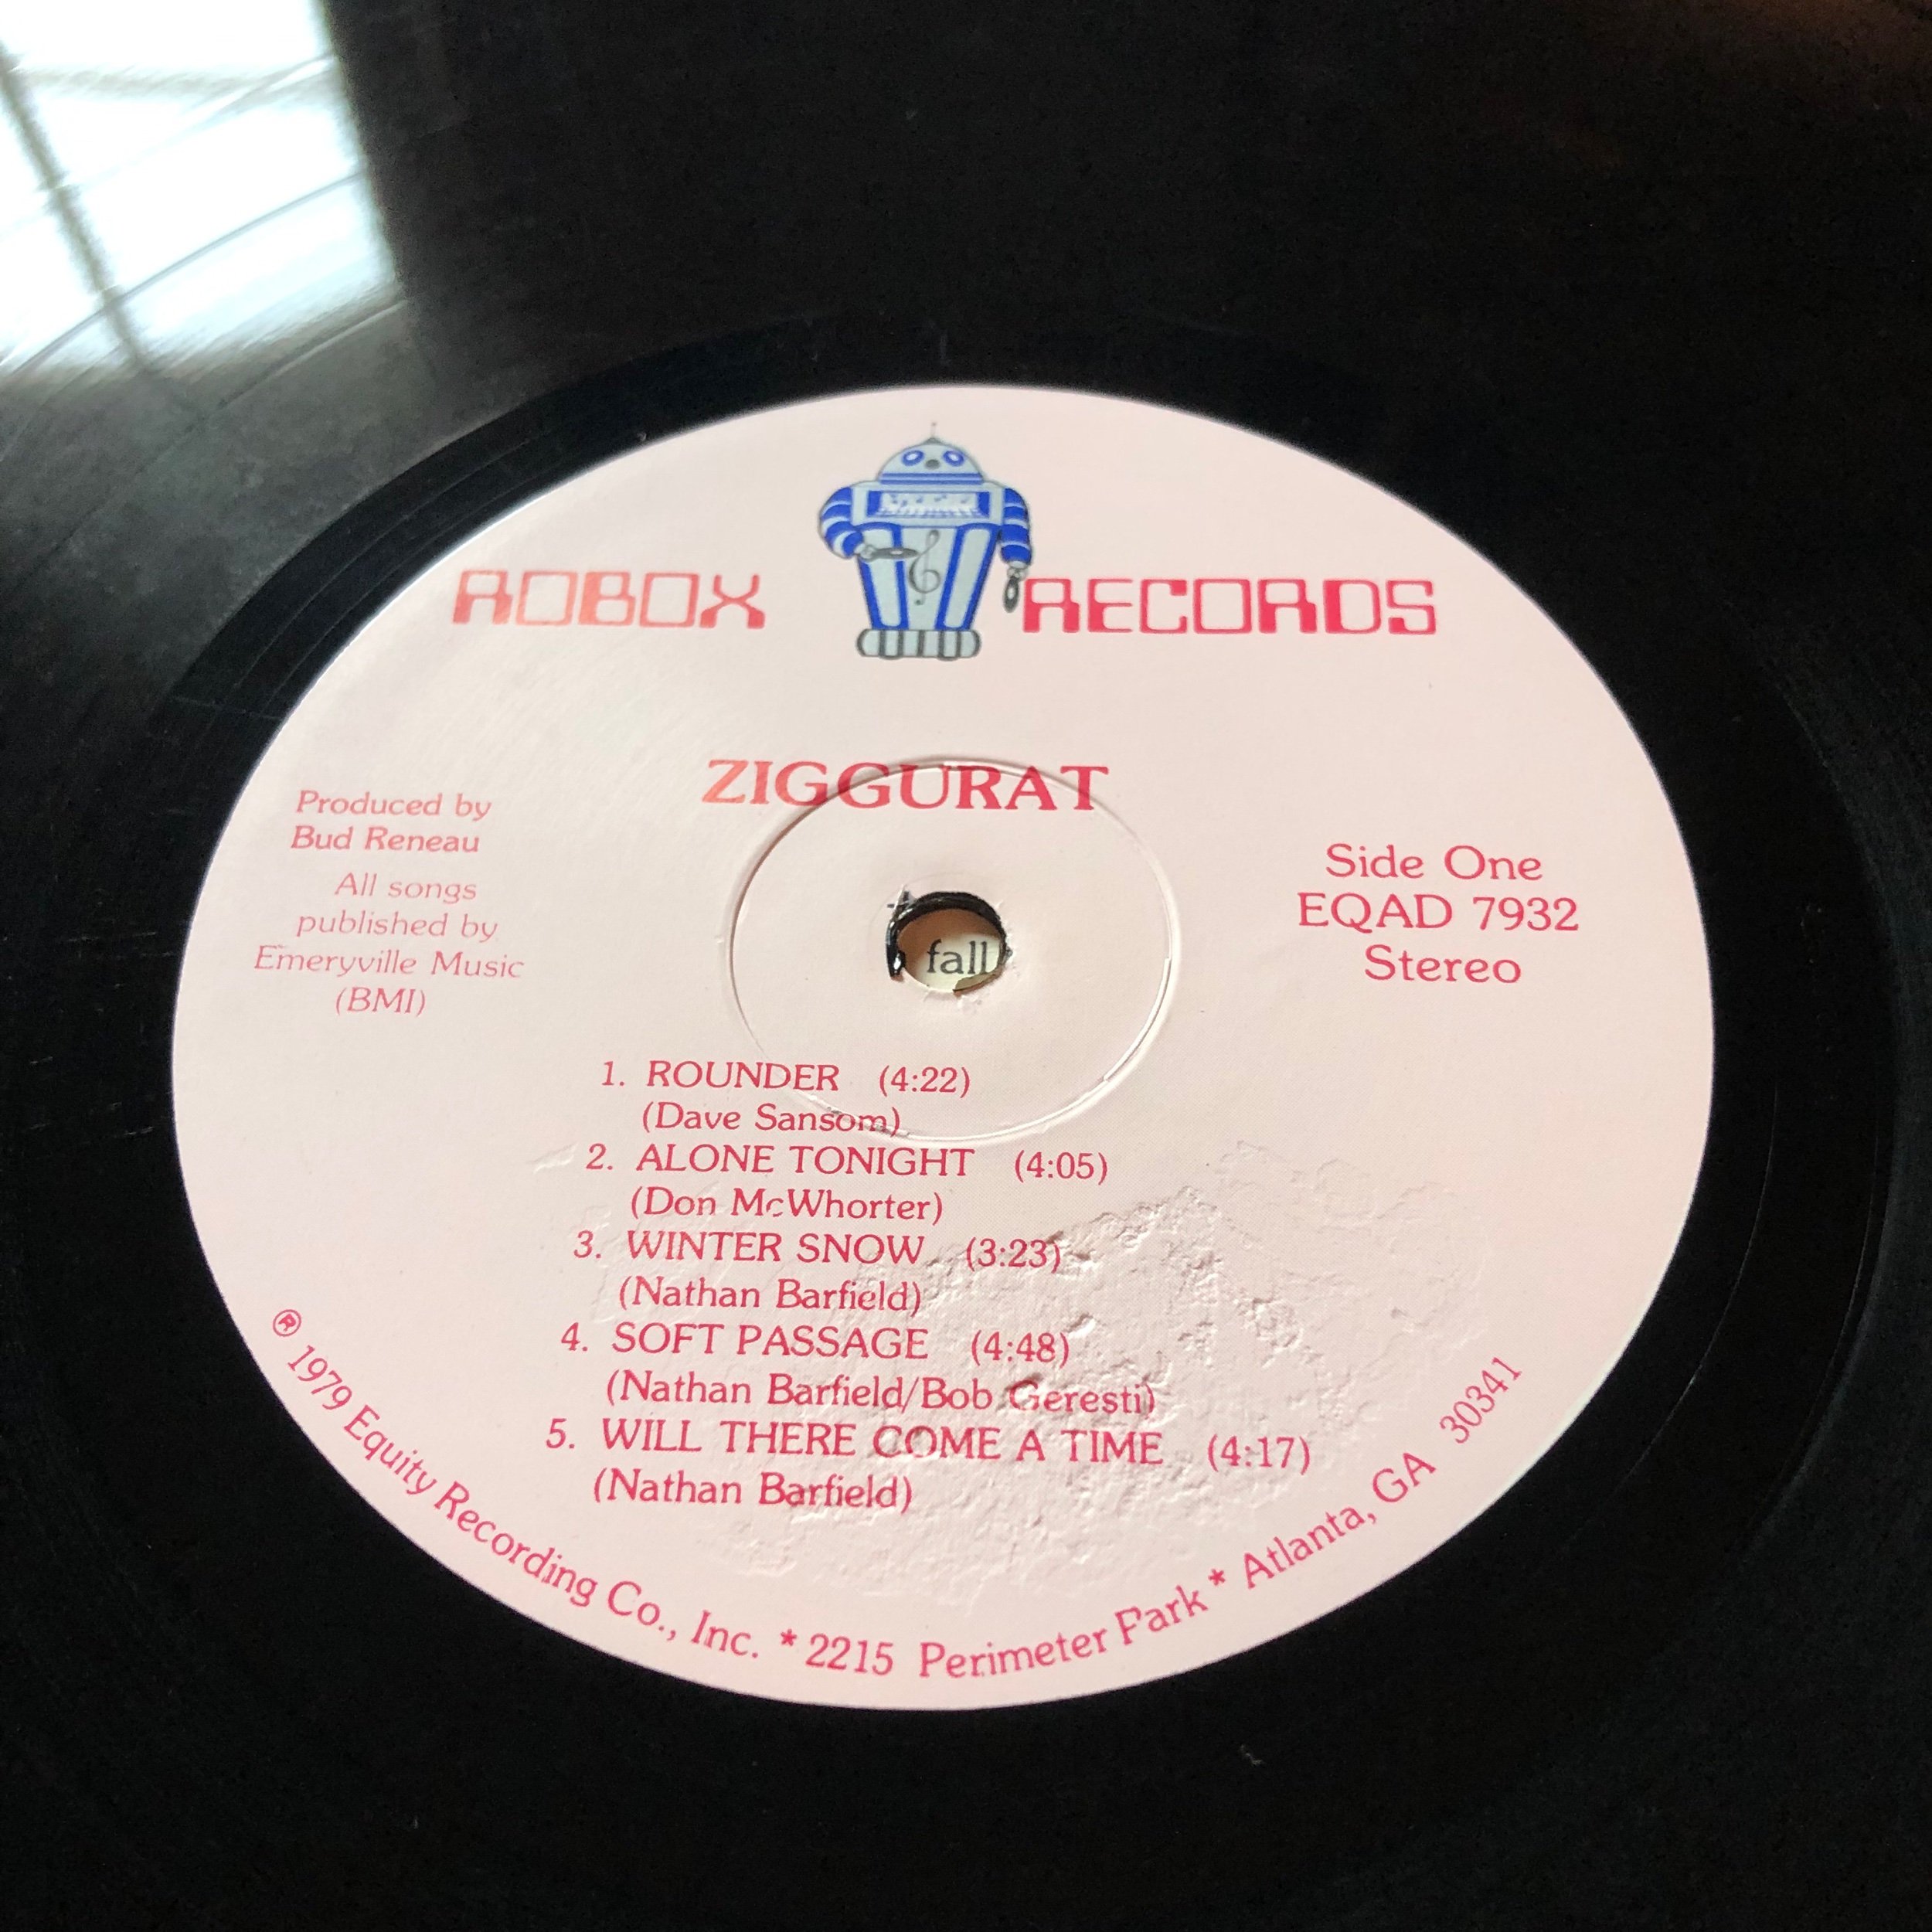 ROBOX RECORDS
ZIGGURAT
Produced by
Bud Reneau
All songs
published by
Emeryville Music
(BMI)
Side One
EQAD 7932
Stereo
fall
1. ROUNDER (4:22)
(Dave Sansom)
2. ALONE TONIGHT (4:05)
(Don McWhorter)
3. WINTER SNOW (3:23)
(Nathan Barfield)
4. SOFT PASSAGE (4:48)
(Nathan Barfield/Bob Geresti)
5. WILL THERE COME A TIME (4:17)
(Nathan Barfield)
® 1979 Equity Recording Co., Inc. * 2215 Perimeter Park * Atlanta, GA 30341